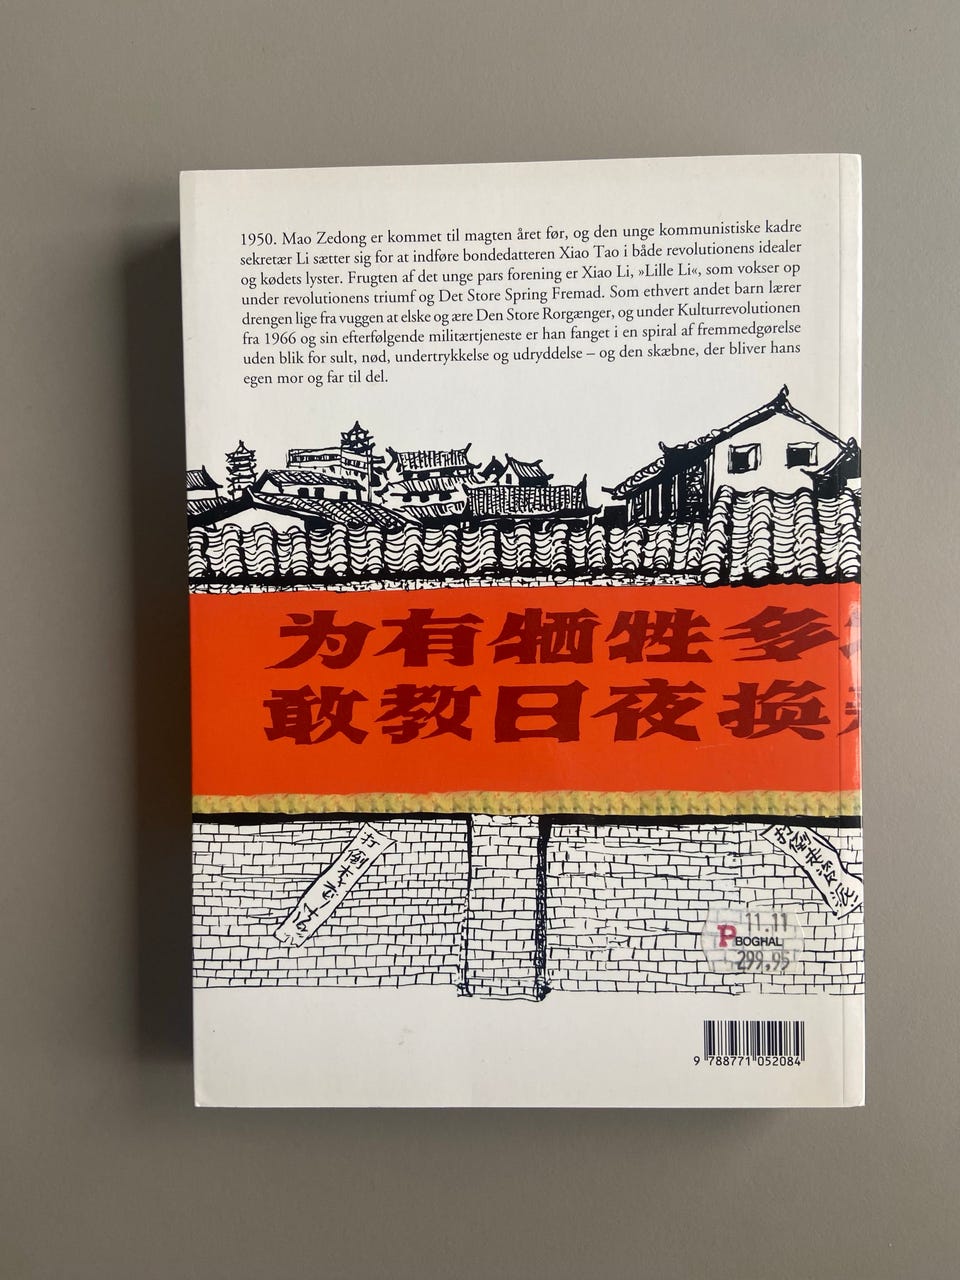 1950. Mao Zedong er kommet til magten året før, og den unge kommunistiske kadre
sekretær Li sætter sig for at indføre bondedatteren Xiao Tao i både revolutionens idealer
og kødets lyster. Frugten af det unge pars forening er Xiao Li, »Lille Li«, som vokser op
under revolutionens triumf og Det Store Spring Fremad. Som ethvert andet barn lærer
drengen lige fra vuggen at elske og ære Den Store Rorgænger, og under Kulturrevolutionen
fra 1966 og sin efterfølgende militærtjeneste er han fanget i en spiral af fremmedgørelse
uden blik for sult, nød, undertrykkelse og udryddelse – og den skæbne, der bliver hans
egen mor og far til del.
为有牺牲多
敢教日夜换
打倒
打倒
11.11
P BOGHAL
299,95
9 788771 052084